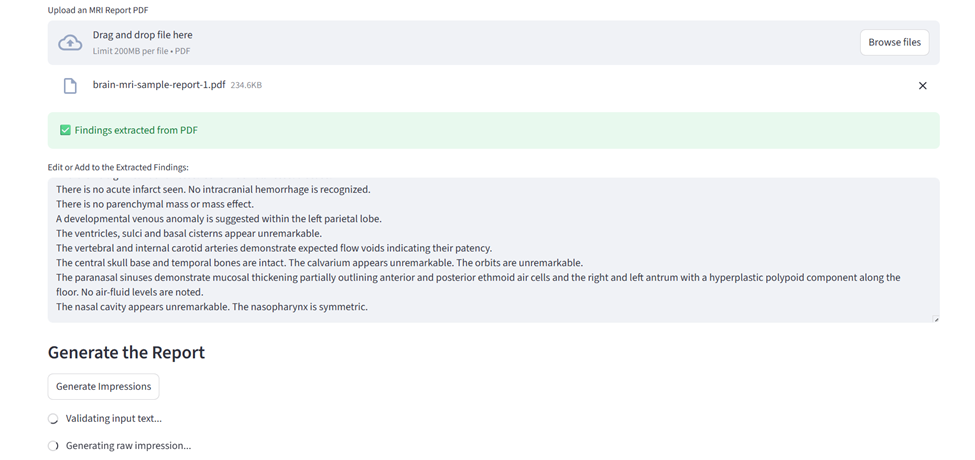 Upload an MRI Report PDF
Drag and drop file here
Limit 200MB per file • PDF
Browse files
brain-mri-sample-report-1.pdf 234.6KB
✅ Findings extracted from PDF
Edit or Add to the Extracted Findings:
There is no acute infarct seen. No intracranial hemorrhage is recognized.
There is no parenchymal mass or mass effect.
A developmental venous anomaly is suggested within the left parietal lobe.
The ventricles, sulci and basal cisterns appear unremarkable.
The vertebral and internal carotid arteries demonstrate expected flow voids indicating their patency.
The central skull base and temporal bones are intact. The calvarium appears unremarkable. The orbits are unremarkable.
The paranasal sinuses demonstrate mucosal thickening partially outlining anterior and posterior ethmoid air cells and the right and left antrum with a hyperplastic polypoid component along the
floor. No air-fluid levels are noted.
The nasal cavity appears unremarkable. The nasopharynx is symmetric.
Generate the Report
Generate Impressions
Validating input text...
Generating raw impression...